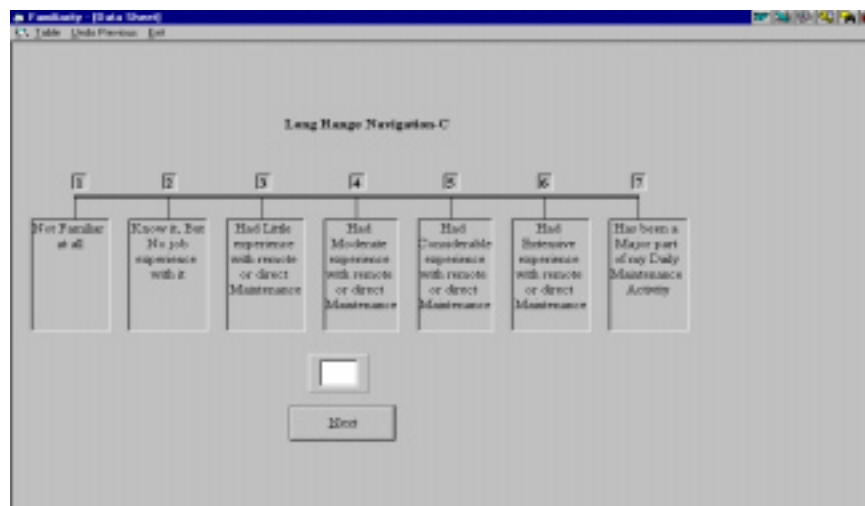 Familiarity - [Data Sheet]
Table Undo Previous Exit
Long Range Navigation-C
1 2 3 4 5 6 7
Not Familiar
at all
Know it, But
No job
experience
with it
Had Little
experience
with remote
or direct
Maintenance
Had
Moderate
experience
with remote
or direct
Maintenance
Had
Considerable
experience
with remote
or direct
Maintenance
Had
Extensive
experience
with remote
or direct
Maintenance
Has been a
Major part
of my Daily
Maintenance
Activity
Next